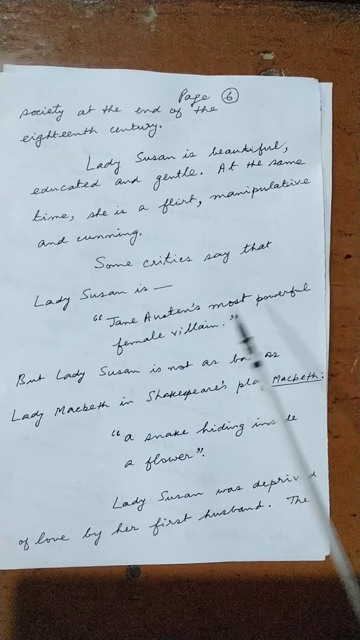 Page 6
society at the end of the
eighteenth century.
Lady Susan is beautiful,
educated and gentle. At the same
time, she is a flirt, manipulative
and cunning.
Some critics say that
Lady Susan is —
"Jane Austen's most powerful
female villain."
But Lady Susan is not as as
Lady Macbeth in Shakespeare's Macbeth:
"a snake hiding
a flower".
Lady Susan was
of love by her first husband. The